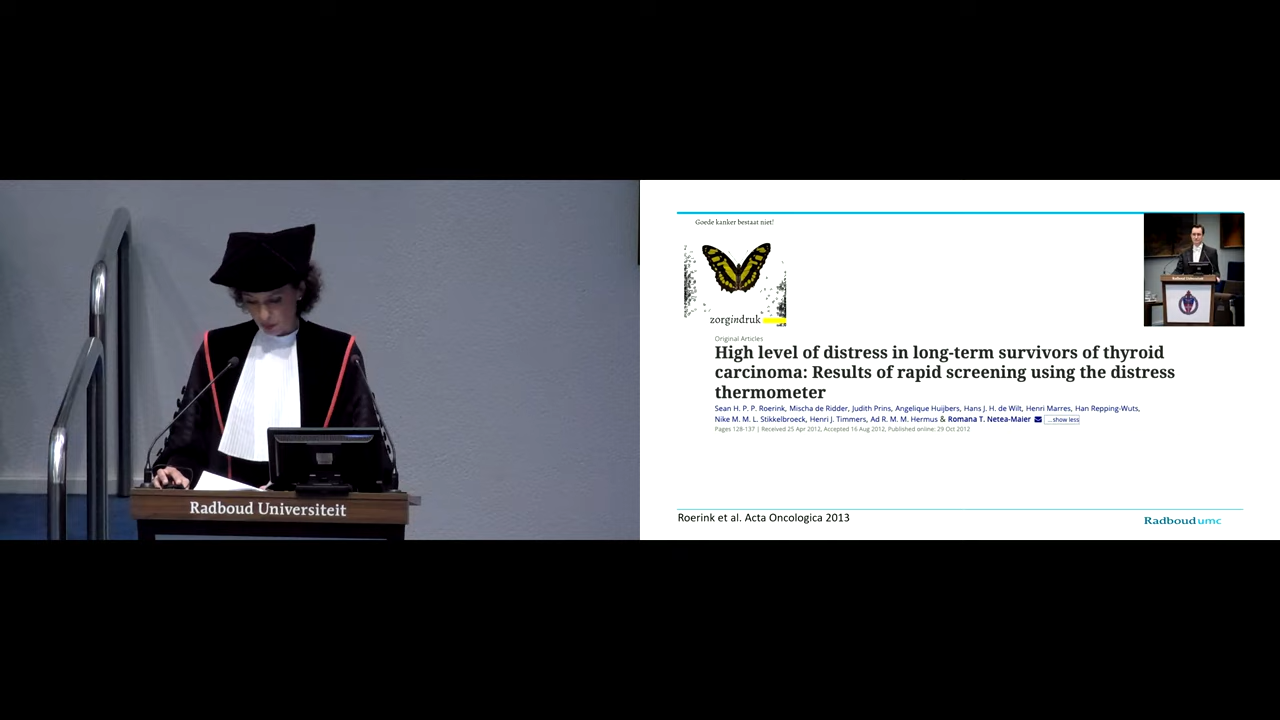 Radboud Universiteit
Goede kanker bestaat niet!
zorgindruk
Original Articles
High level of distress in long-term survivors of thyroid
carcinoma: Results of rapid screening using the distress
thermometer
Sean H. P. P. Roerink, Mischa de Ridder, Judith Prins, Angelique Huijbers, Hans J. H. de Wilt, Henri Marres, Han Repping-Wuts,
Nike M. M. L. Stikkelbroeck, Henri J. Timmers, Ad R. M. M. Hermus & Romana T. Netea-Maier ...show less
Pages 128-137 | Received 25 Apr 2012, Accepted 16 Aug 2012, Published online: 29 Oct 2012
Roerink et al. Acta Oncologica 2013
Radboudumc